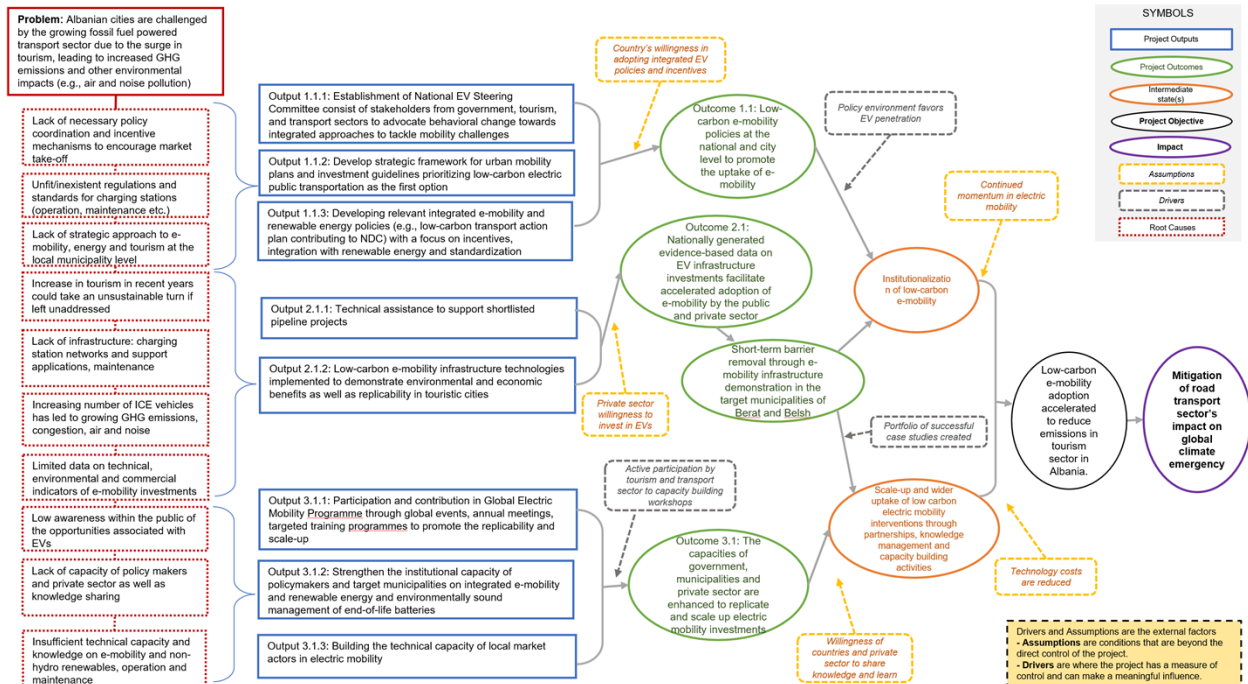 Problem: Albanian cities are challenged
by the growing fossil fuel powered
transport sector due to the surge in
tourism, leading to increased GHG
emissions and other environmental
impacts (e.g., air and noise pollution)
Lack of necessary policy
coordination and incentive
mechanisms to encourage market
take-off
Unfit/inexistent regulations and
standards for charging stations
(operation, maintenance etc.)
Lack of strategic approach to e-
mobility, energy and tourism at the
local municipality level
Increase in tourism in recent years
could take an unsustainable turn if
left unaddressed
Lack of infrastructure: charging
station networks and support
applications, maintenance
Increasing number of ICE vehicles
has led to growing GHG emissions,
congestion, air and noise
Limited data on technical,
environmental and commercial
indicators of e-mobility investments
Low awareness within the public of
the opportunities associated with
EVs
Lack of capacity of policy makers
and private sector as well as
knowledge sharing
Insufficient technical capacity and
knowledge on e-mobility and non-
hydro renewables, operation and
maintenance
Output 1.1.1: Establishment of National EV Steering
Committee consist of stakeholders from government, tourism,
and transport sectors to advocate behavioral change towards
integrated approaches to tackle mobility challenges
Output 1.1.2: Develop strategic framework for urban mobility
plans and investment guidelines prioritizing low-carbon electric
public transportation as the first option
Output 1.1.3: Developing relevant integrated e-mobility and
renewable energy policies (e.g., low-carbon transport action
plan contributing to NDC) with a focus on incentives,
integration with renewable energy and standardization
Output 2.1.1: Technical assistance to support shortlisted
pipeline projects
Output 2.1.2: Low-carbon e-mobility infrastructure technologies
implemented to demonstrate environmental and economic
benefits as well as replicability in touristic cities
Output 3.1.1: Participation and contribution in Global Electric
Mobility Programme through global events, annual meetings,
targeted training programmes to promote the replicability and
scale-up
Output 3.1.2: Strengthen the institutional capacity of
policymakers and target municipalities on integrated e-mobility
and renewable energy and environmentally sound
management of end-of-life batteries
Output 3.1.3: Building the technical capacity of local market
actors in electric mobility
Country's willingness in
adopting integrated EV
policies and incentives
Private sector
willingness to
invest in EVs
Active participation by
tourism and transport
sector to capacity building
workshops
Outcome 1.1: Low-
carbon e-mobility
policies at the
national and city
level to promote
the uptake of e-
mobility
Outcome 2.1:
Nationally generated
evidence-based data on
EV infrastructure
investments facilitate
accelerated adoption of
e-mobility by the public
and private sector
Short-term barrier
removal through e-
mobility infrastructure
demonstration in the
target municipalities of
Berat and Belsh
Outcome 3.1: The
capacities of
government,
municipalities and
private sector are
enhanced to replicate
and scale up electric
mobility investments
Policy environment favors
EV penetration
Portfolio of successful
case studies created
Willingness of
countries and private
sector to share
knowledge and learn
Institutionalizatio
n of low-carbon
e-mobility
Scale-up and wider
uptake of low carbon
electric mobility
interventions through
partnerships, knowledge
management and
capacity building
activities
Continued
momentum in electric
mobility
Technology costs
are reduced
Low-carbon
e-mobility
adoption
accelerated to
reduce
emissions in
tourism
sector in
Albania.
Mitigation of road
transport
sector's
impact on
global
climate
emergency
SYMBOLS
Project Outputs
Project Outcomes
Intermediate
state(s)
Project Objective
Impact
Assumptions
Drivers
Root Causes
Drivers and Assumptions are the external factors
- Assumptions are conditions that are beyond the
direct control of the project.
- Drivers are where the project has a measure of
control and can make a meaningful influence.